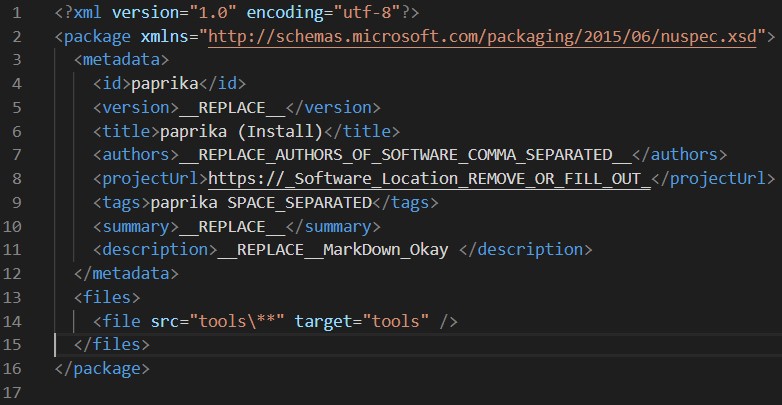 1 <?xml version="1.0" encoding="utf-8"?>
2 <package xmlns="http://schemas.microsoft.com/packaging/2015/06/nuspec.xsd">
3 <metadata>
4 <id>paprika</id>
5 <version>__REPLACE__</version>
6 <title>paprika (Install)</title>
7 <authors>__REPLACE_AUTHORS_OF_SOFTWARE_COMMA_SEPARATED__</authors>
8 <projectUrl>https://_Software_Location_REMOVE_OR_FILL_OUT_</projectUrl>
9 <tags>paprika SPACE_SEPARATED</tags>
10 <summary>__REPLACE__</summary>
11 <description>__REPLACE__MarkDown_Okay </description>
12 </metadata>
13 <files>
14 <file src="tools\**" target="tools" />
15 </files>
16 </package>
17